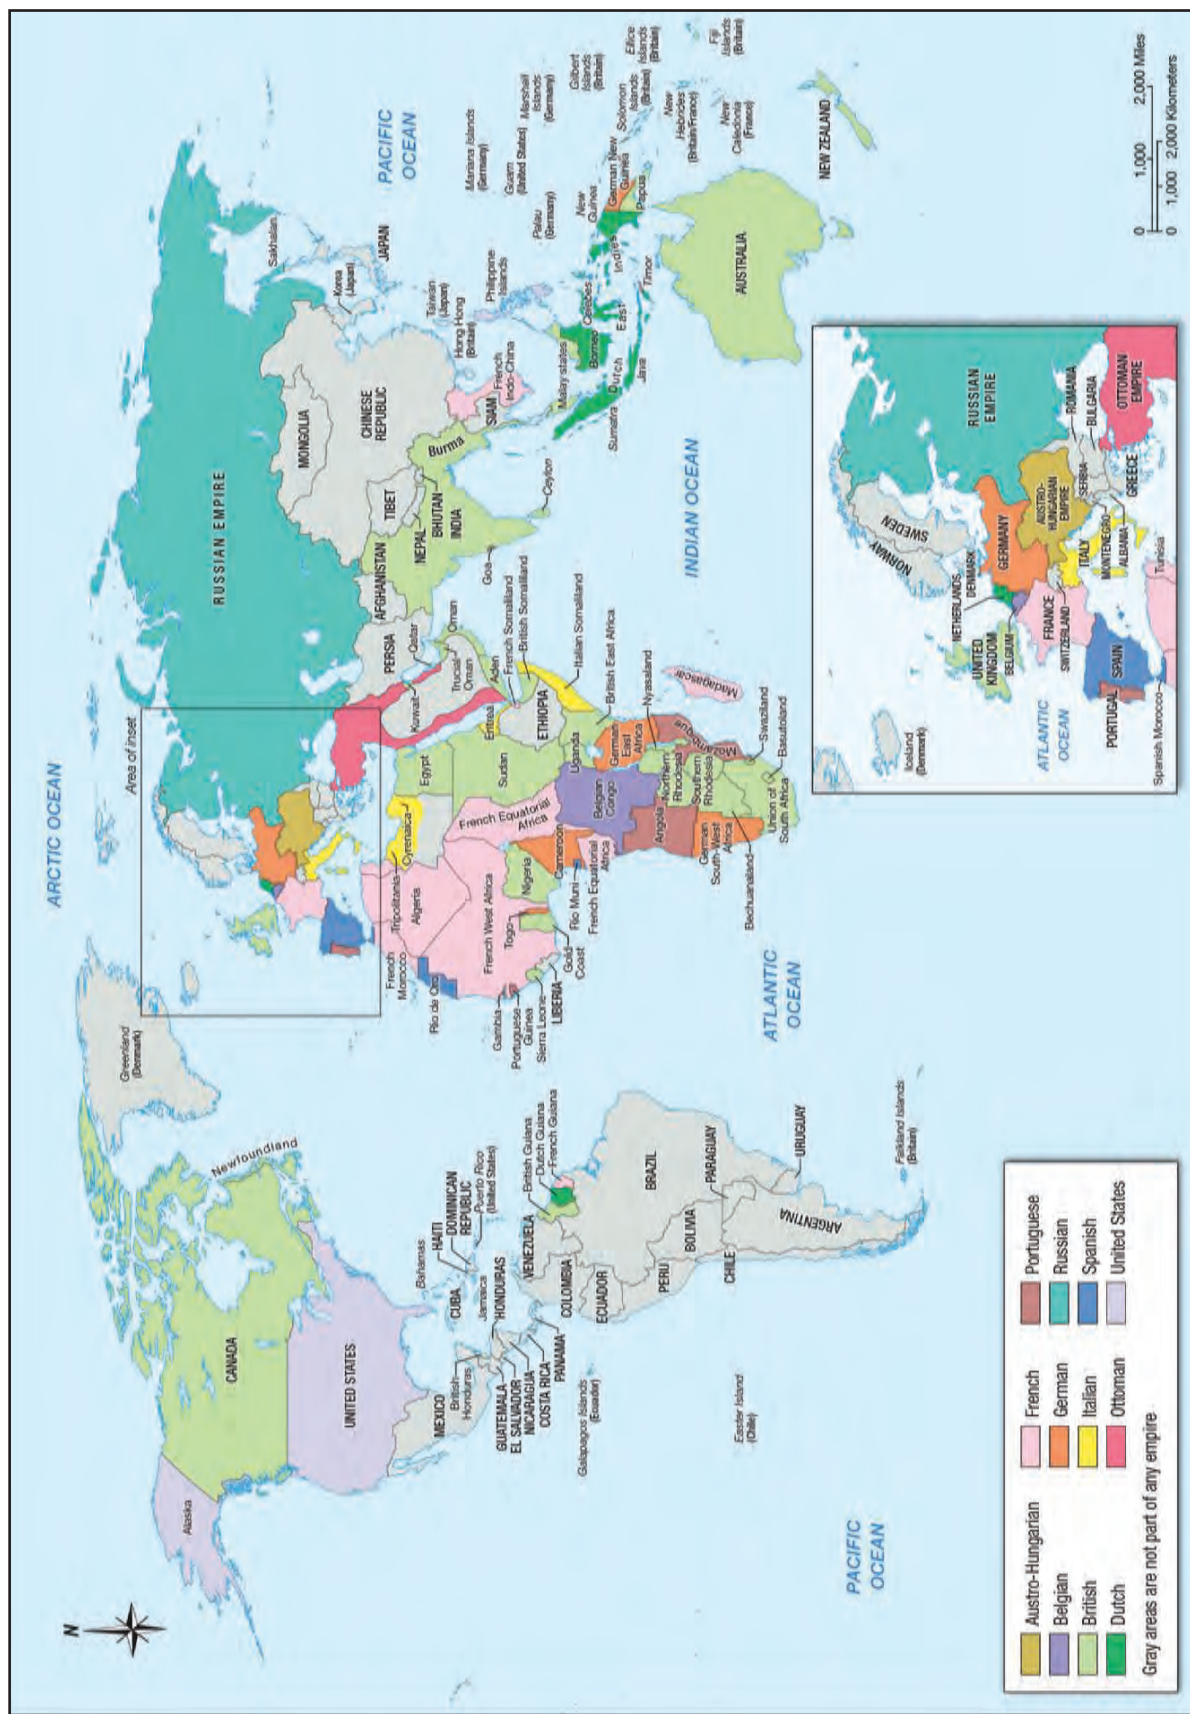 N
ARCTIC OCEAN
PACIFIC
OCEAN
Alaska
CANADA
UNITED STATES
Newfoundland
Greenland
(Denmark)
MEXICO
British
Honduras
GUATEMALA
EL SALVADOR
NICARAGUA
COSTA RICA
PANAMA
HONDURAS
Jamaica
CUBA
Bahamas
HAITI
DOMINICAN
REPUBLIC
Puerto Rico
(United States)
VENEZUELA
British Guiana
Dutch Guiana
French Guiana
COLOMBIA
ECUADOR
Galapagos Islands
(Ecuador)
PERU
BRAZIL
BOLIVIA
PARAGUAY
CHILE
ARGENTINA
URUGUAY
Easter Island
(Chile)
Falkland Islands
(Britain)
PACIFIC
OCEAN
ATLANTIC
OCEAN
Area of inset
French
Morocco
Rio de Oro
Algeria
Tripolitania
Cyrenaica
Egypt
French West Africa
Gambia
Portuguese
Guinea
Sierra Leone
LIBERIA
Gold
Coast
Togo
Nigeria
Cameroon
Rio Muni
French Equatorial
Africa
French Equatorial
Africa
Sudan
Eritrea
ETHIOPIA
French Somaliland
British Somaliland
Italian Somaliland
British East Africa
Uganda
Belgian
Congo
German
East
Africa
Nyasaland
Angola
Northern
Rhodesia
Southern
Rhodesia
Mozambique
Madagascar
German
South-West
Africa
Bechuanaland
Union of
South Africa
Swaziland
Basutoland
RUSSIAN EMPIRE
PERSIA
AFGHANISTAN
Kuwait
Qatar
Trucial
Oman
Oman
Aden
MONGOLIA
CHINESE
REPUBLIC
TIBET
NEPAL
BHUTAN
INDIA
Goa
Ceylon
Burma
SIAM
French
Indo-China
Malay states
Sakhalian
Korea
(Japan)
JAPAN
Taiwan
(Japan)
Hong Hong
(Britain)
Philippine
Islands
Mariana Islands
(Germany)
Guam
(United States)
Palau
(Germany)
Marshall
Islands
(Germany)
Gilbert
Islands
(Britain)
Ellice
Islands
(Britain)
Fiji
Islands
(Britain)
Solomon
Islands
(Britain)
New
Hebrides
(Britain/France)
New
Caledonia
(France)
New
Guinea
German New
Guinea
Papua
Sumatra
Borneo
Celebes
Java
Timor
Dutch East Indies
INDIAN OCEAN
AUSTRALIA
NEW ZEALAND
0 1,000 2,000 Miles
0 1,000 2,000 Kilometers
Iceland
(Denmark)
ATLANTIC
OCEAN
NORWAY
SWEDEN
DENMARK
NETHERLANDS
UNITED
KINGDOM
BELGIUM
GERMANY
FRANCE
SWITZERLAND
PORTUGAL
SPAIN
Spanish Morocco
Tunisia
ITALY
AUSTRO-
HUNGARIAN
EMPIRE
MONTENEGRO
ALBANIA
SERBIA
ROMANIA
BULGARIA
GREECE
OTTOMAN
EMPIRE
RUSSIAN
EMPIRE
Austro-Hungarian
Belgian
British
Dutch
French
German
Italian
Ottoman
Portuguese
Russian
Spanish
United States
Gray areas are not part of any empire